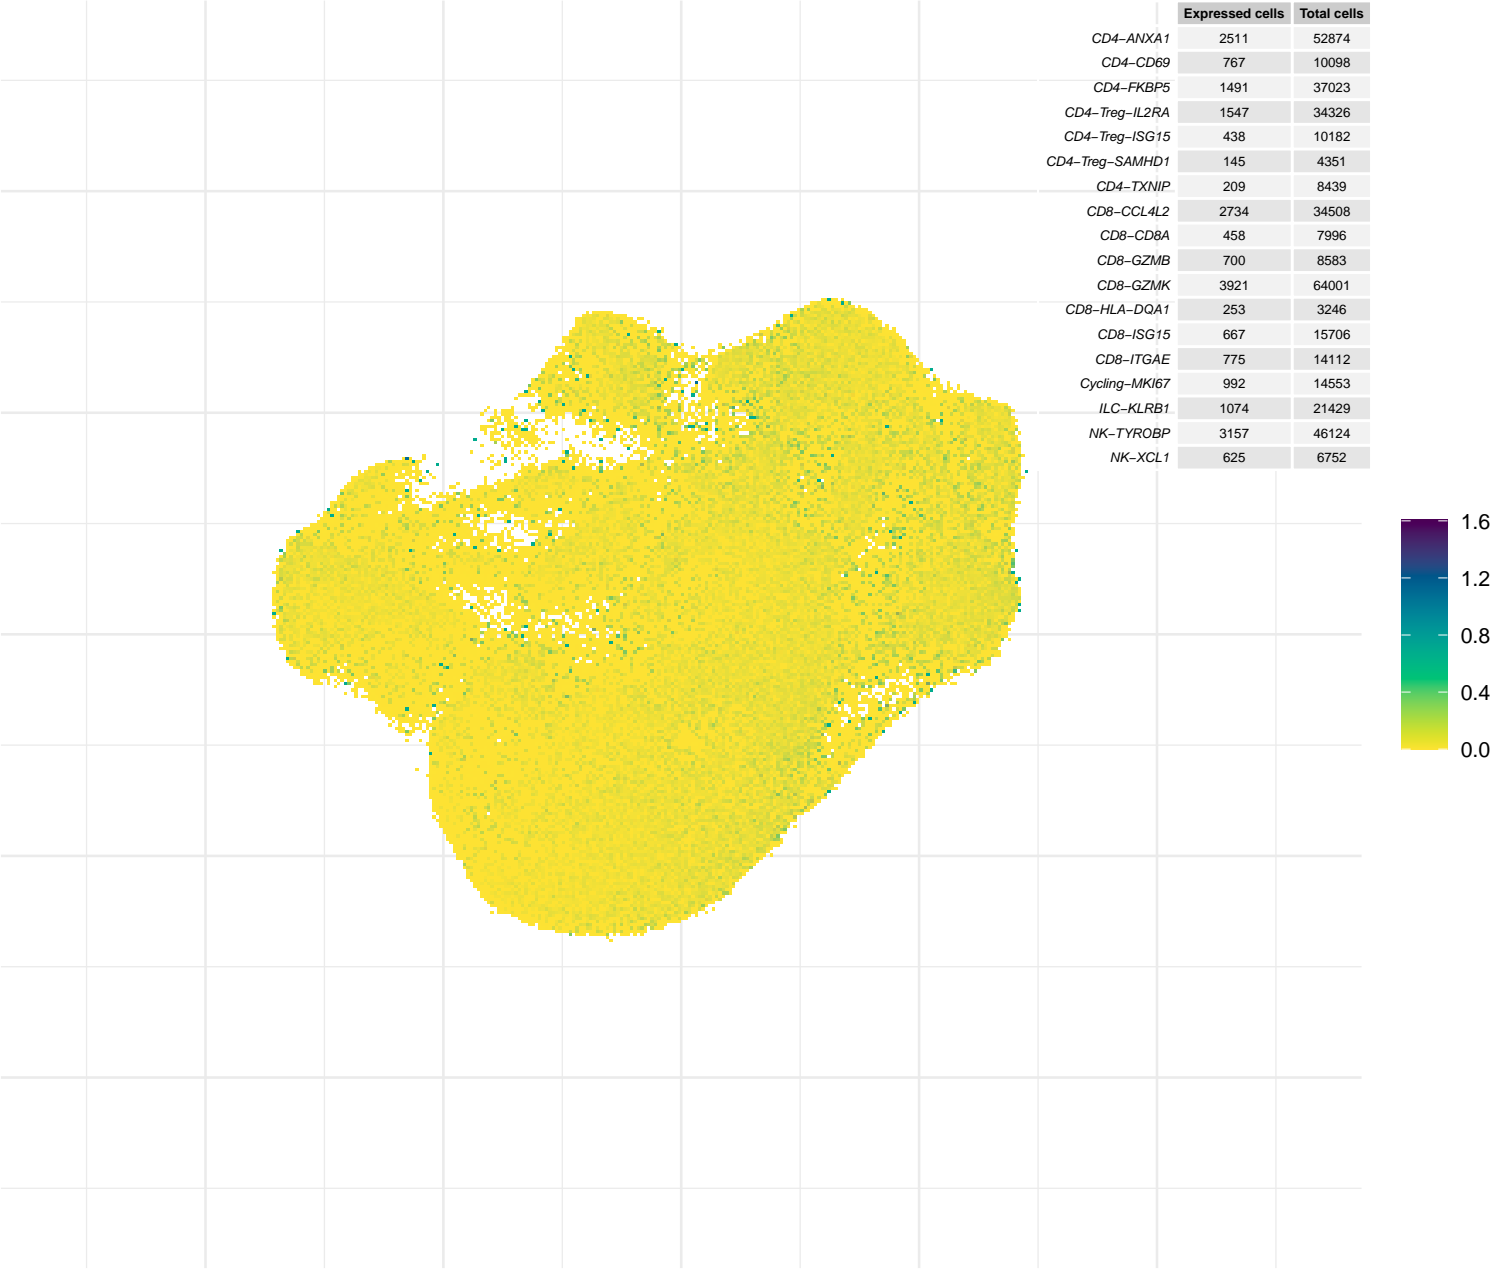 Expressed cells Total cells
CD4−ANXA1 2511 52874
CD4−CD69 767 10098
CD4−FKBP5 1491 37023
CD4−Treg−IL2RA 1547 34326
CD4−Treg−ISG15 438 10182
CD4−Treg−SAMHD1 145 4351
CD4−TXNIP 209 8439
CD8−CCL4L2 2734 34508
CD8−CD8A 458 7996
CD8−GZMB 700 8583
CD8−GZMK 3921 64001
CD8−HLA−DQA1 253 3246
CD8−ISG15 667 15706
CD8−ITGAE 775 14112
Cycling−MKI67 992 14553
ILC−KLRB1 1074 21429
NK−TYROBP 3157 46124
NK−XCL1 625 6752
1.6
1.2
0.8
0.4
0.0